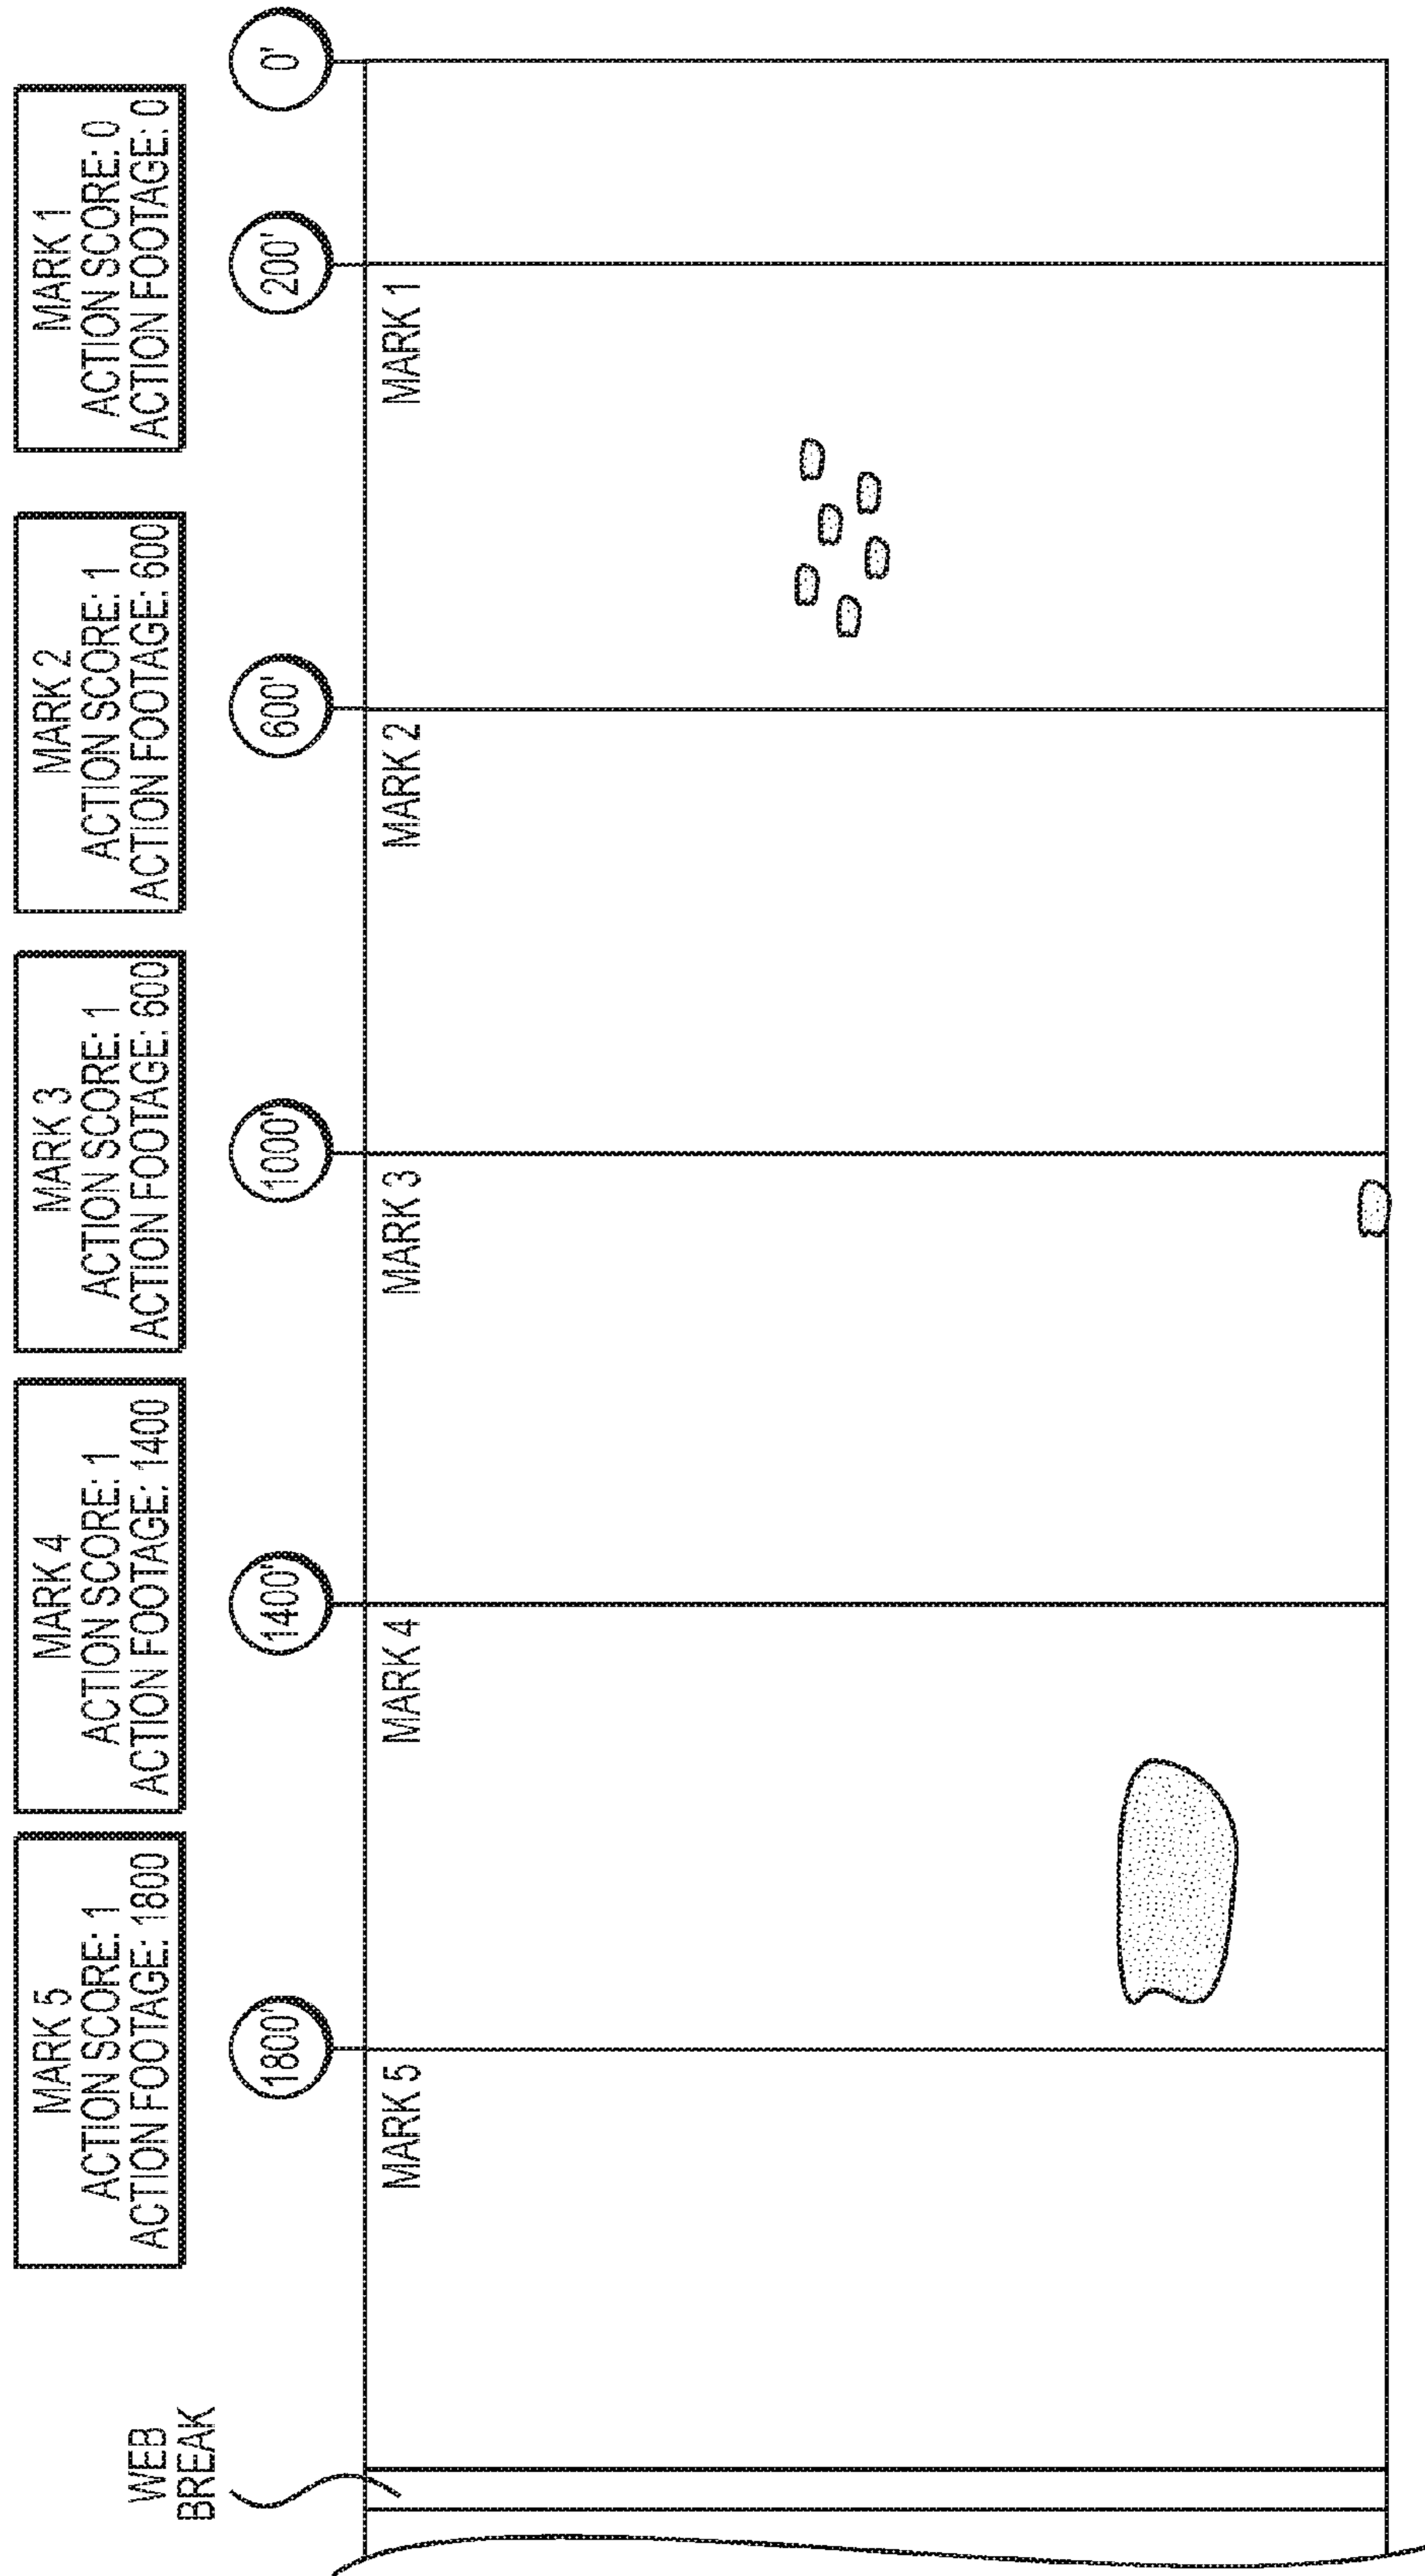 MARK 5
ACTION SCORE: 1
ACTION FOOTAGE: 1800
MARK 4
ACTION SCORE: 1
ACTION FOOTAGE: 1400
MARK 3
ACTION SCORE: 1
ACTION FOOTAGE: 600
MARK 2
ACTION SCORE: 1
ACTION FOOTAGE: 600
MARK 1
ACTION SCORE: 0
ACTION FOOTAGE: 0
WEB
BREAK
1800'
1400'
1000'
600'
200'
0'
MARK 5
MARK 4
MARK 3
MARK 2
MARK 1